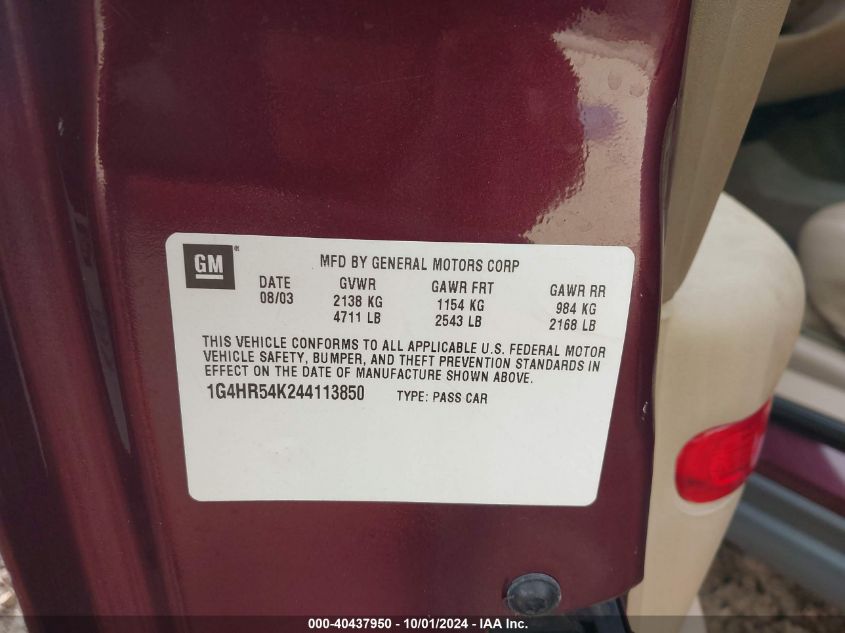 GM®
MFD BY GENERAL MOTORS CORP
DATE GVWR GAWR FRT GAWR RR
08/03 2138 KG 1154 KG 984 KG
4711 LB 2543 LB 2168 LB
THIS VEHICLE CONFORMS TO ALL APPLICABLE U.S. FEDERAL MOTOR
VEHICLE SAFETY, BUMPER, AND THEFT PREVENTION STANDARDS IN
EFFECT ON THE DATE OF MANUFACTURE SHOWN ABOVE.
1G4HR54K244113850 TYPE: PASS CAR
000-40437950 - 10/01/2024 - IAA Inc.